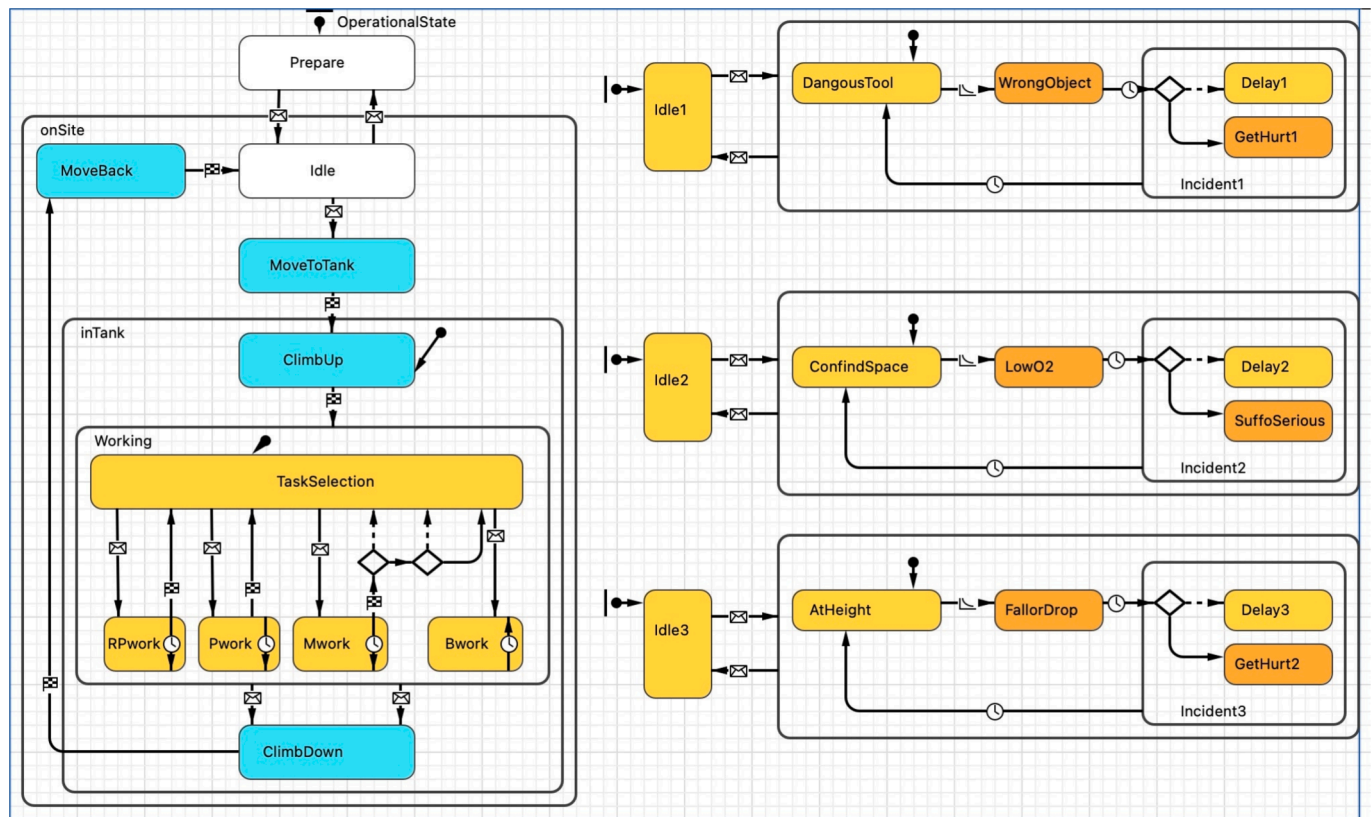 OperationalState
Prepare
onSite
MoveBack
Idle
MoveToTank
inTank
ClimbUp
Working
TaskSelection
RPwork
Pwork
Mwork
Bwork
ClimbDown
Idle1
DangousTool
WrongObject
Delay1
GetHurt1
Incident1
Idle2
ConfindSpace
LowO2
Delay2
SuffoSerious
Incident2
Idle3
AtHeight
FallorDrop
Delay3
GetHurt2
Incident3